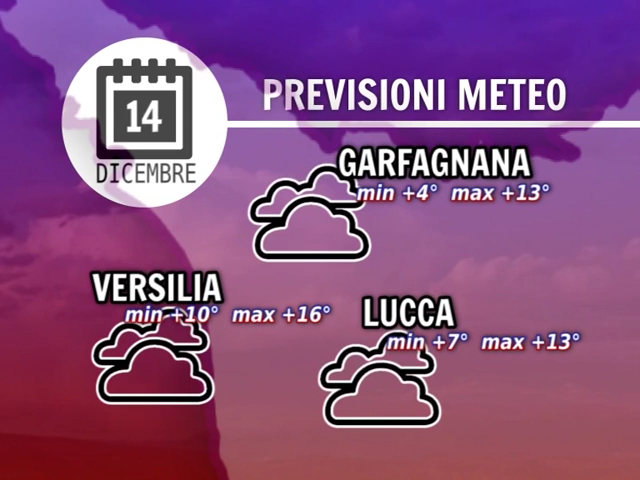 PREVISIONI METEO
14
DICEMBRE
GARFAGNANA
min +4° max +13°
VERSILIA
min +10° max +16°
LUCCA
min +7° max +13°